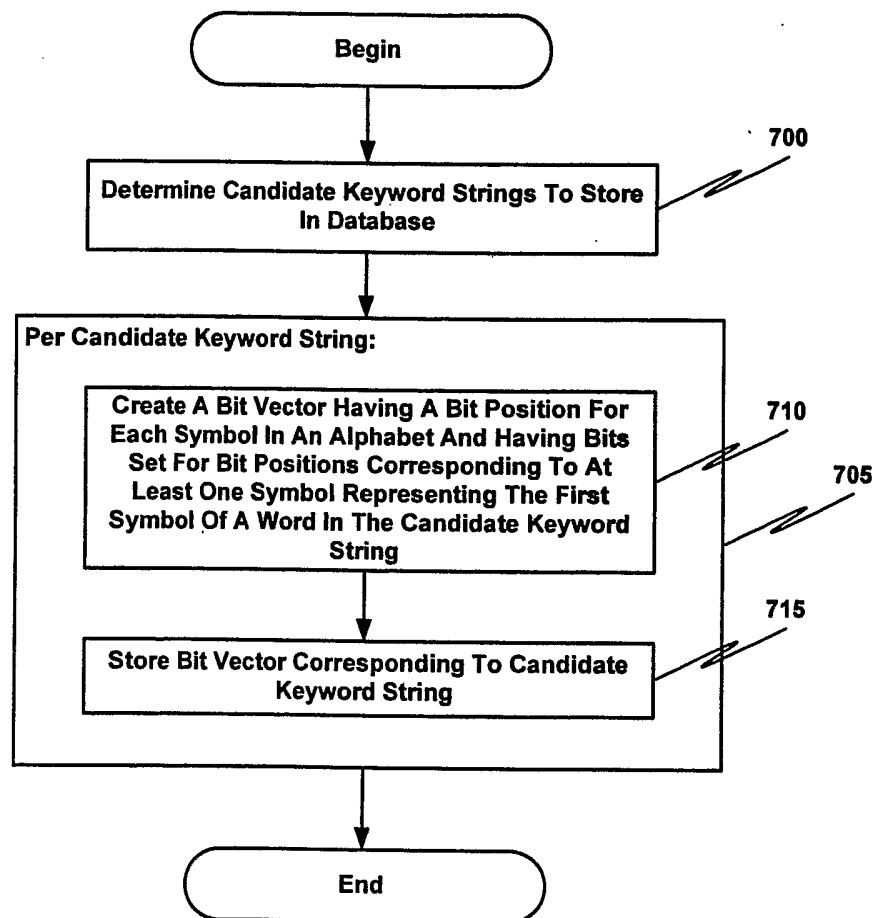 Begin
700
Determine Candidate Keyword Strings To Store
In Database
Per Candidate Keyword String:
Create A Bit Vector Having A Bit Position For
Each Symbol In An Alphabet And Having Bits
Set For Bit Positions Corresponding To At
Least One Symbol Representing The First
Symbol Of A Word In The Candidate Keyword
String
710
705
715
Store Bit Vector Corresponding To Candidate
Keyword String
End